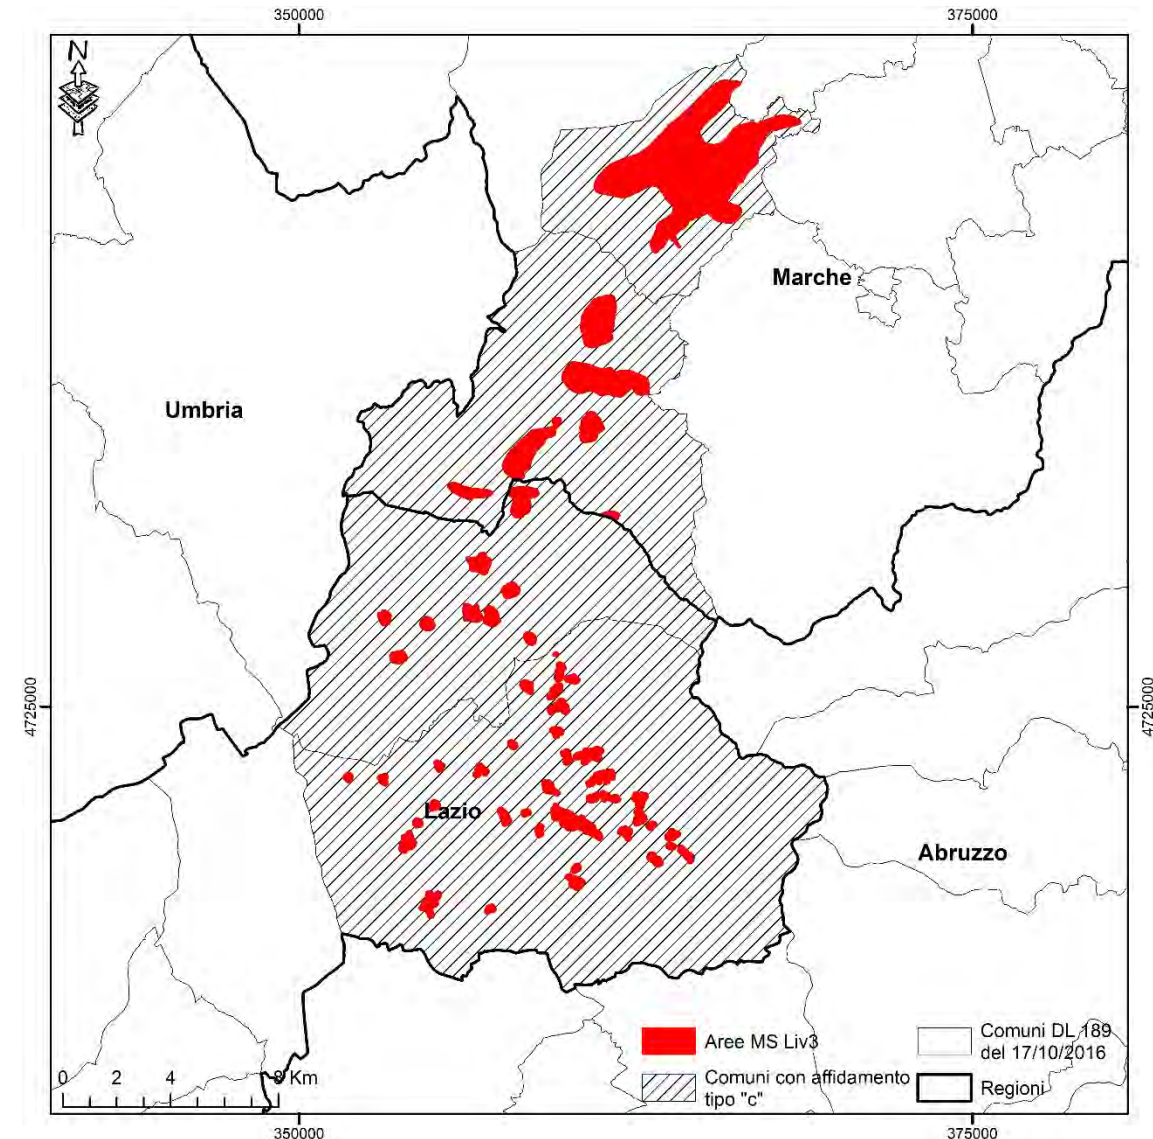 350000
375000
N
Marche
Umbria
4725000
4725000
Lazio
Abruzzo
Aree MS Liv3
Comuni con affidamento
tipo "c"
Comuni DL 189
del 17/10/2016
Regioni
0 2 4 8 Km
350000
375000